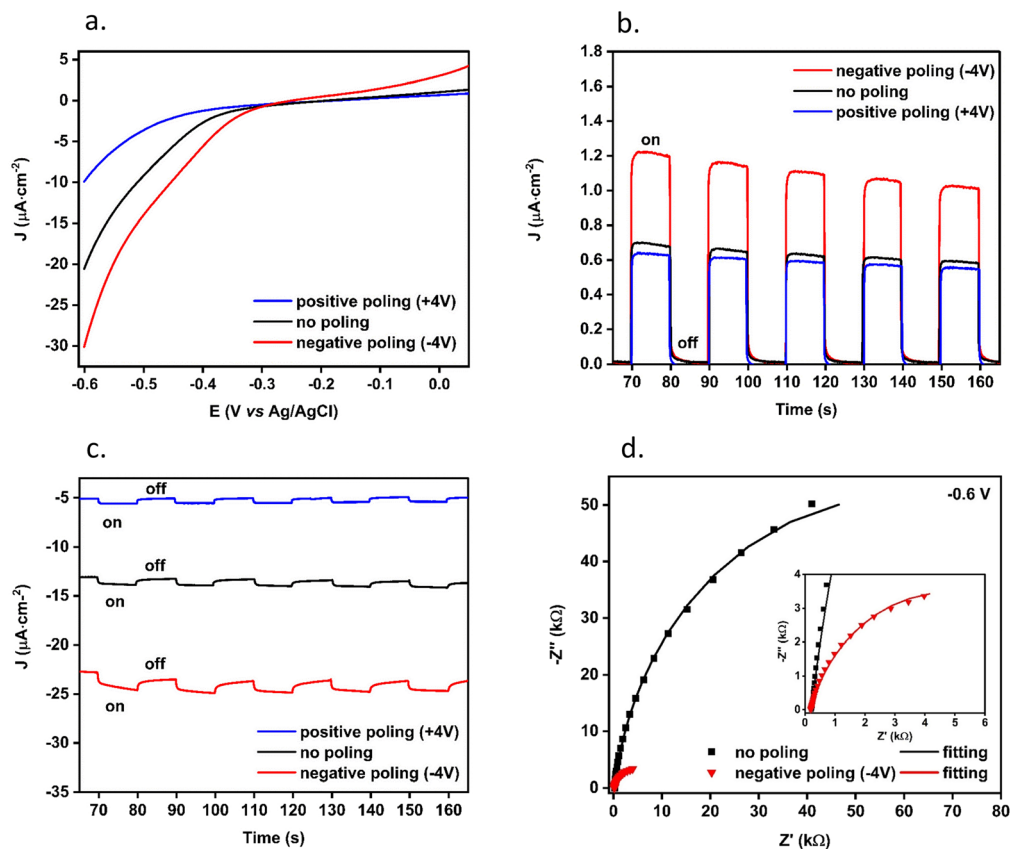 a.
5
0
-5
-10
-15
-20
-25
-30
J (µA·cm-2)
positive poling (+4V)
no poling
negative poling (-4V)
-0.6 -0.5 -0.4 -0.3 -0.2 -0.1 0.0
E (V vs Ag/AgCl)
b.
1.8
1.6
1.4
1.2
1.0
0.8
0.6
0.4
0.2
0.0
J (µA·cm-2)
negative poling (-4V)
no poling
positive poling (+4V)
on
off
70 80 90 100 110 120 130 140 150 160
Time (s)
c.
-5
-10
-15
-20
-25
-30
-35
J (µA·cm-2)
off
on
off
on
off
on
positive poling (+4V)
no poling
negative poling (-4V)
70 80 90 100 110 120 130 140 150 160
Time (s)
d.
50
40
30
20
10
0
-Z'' (kΩ)
-0.6 V
4
3
2
1
0
-Z'' (kΩ)
0 1 2 3 4 5 6
Z' (kΩ)
no poling fitting
negative poling (-4V) fitting
0 10 20 30 40 50 60 70 80
Z' (kΩ)